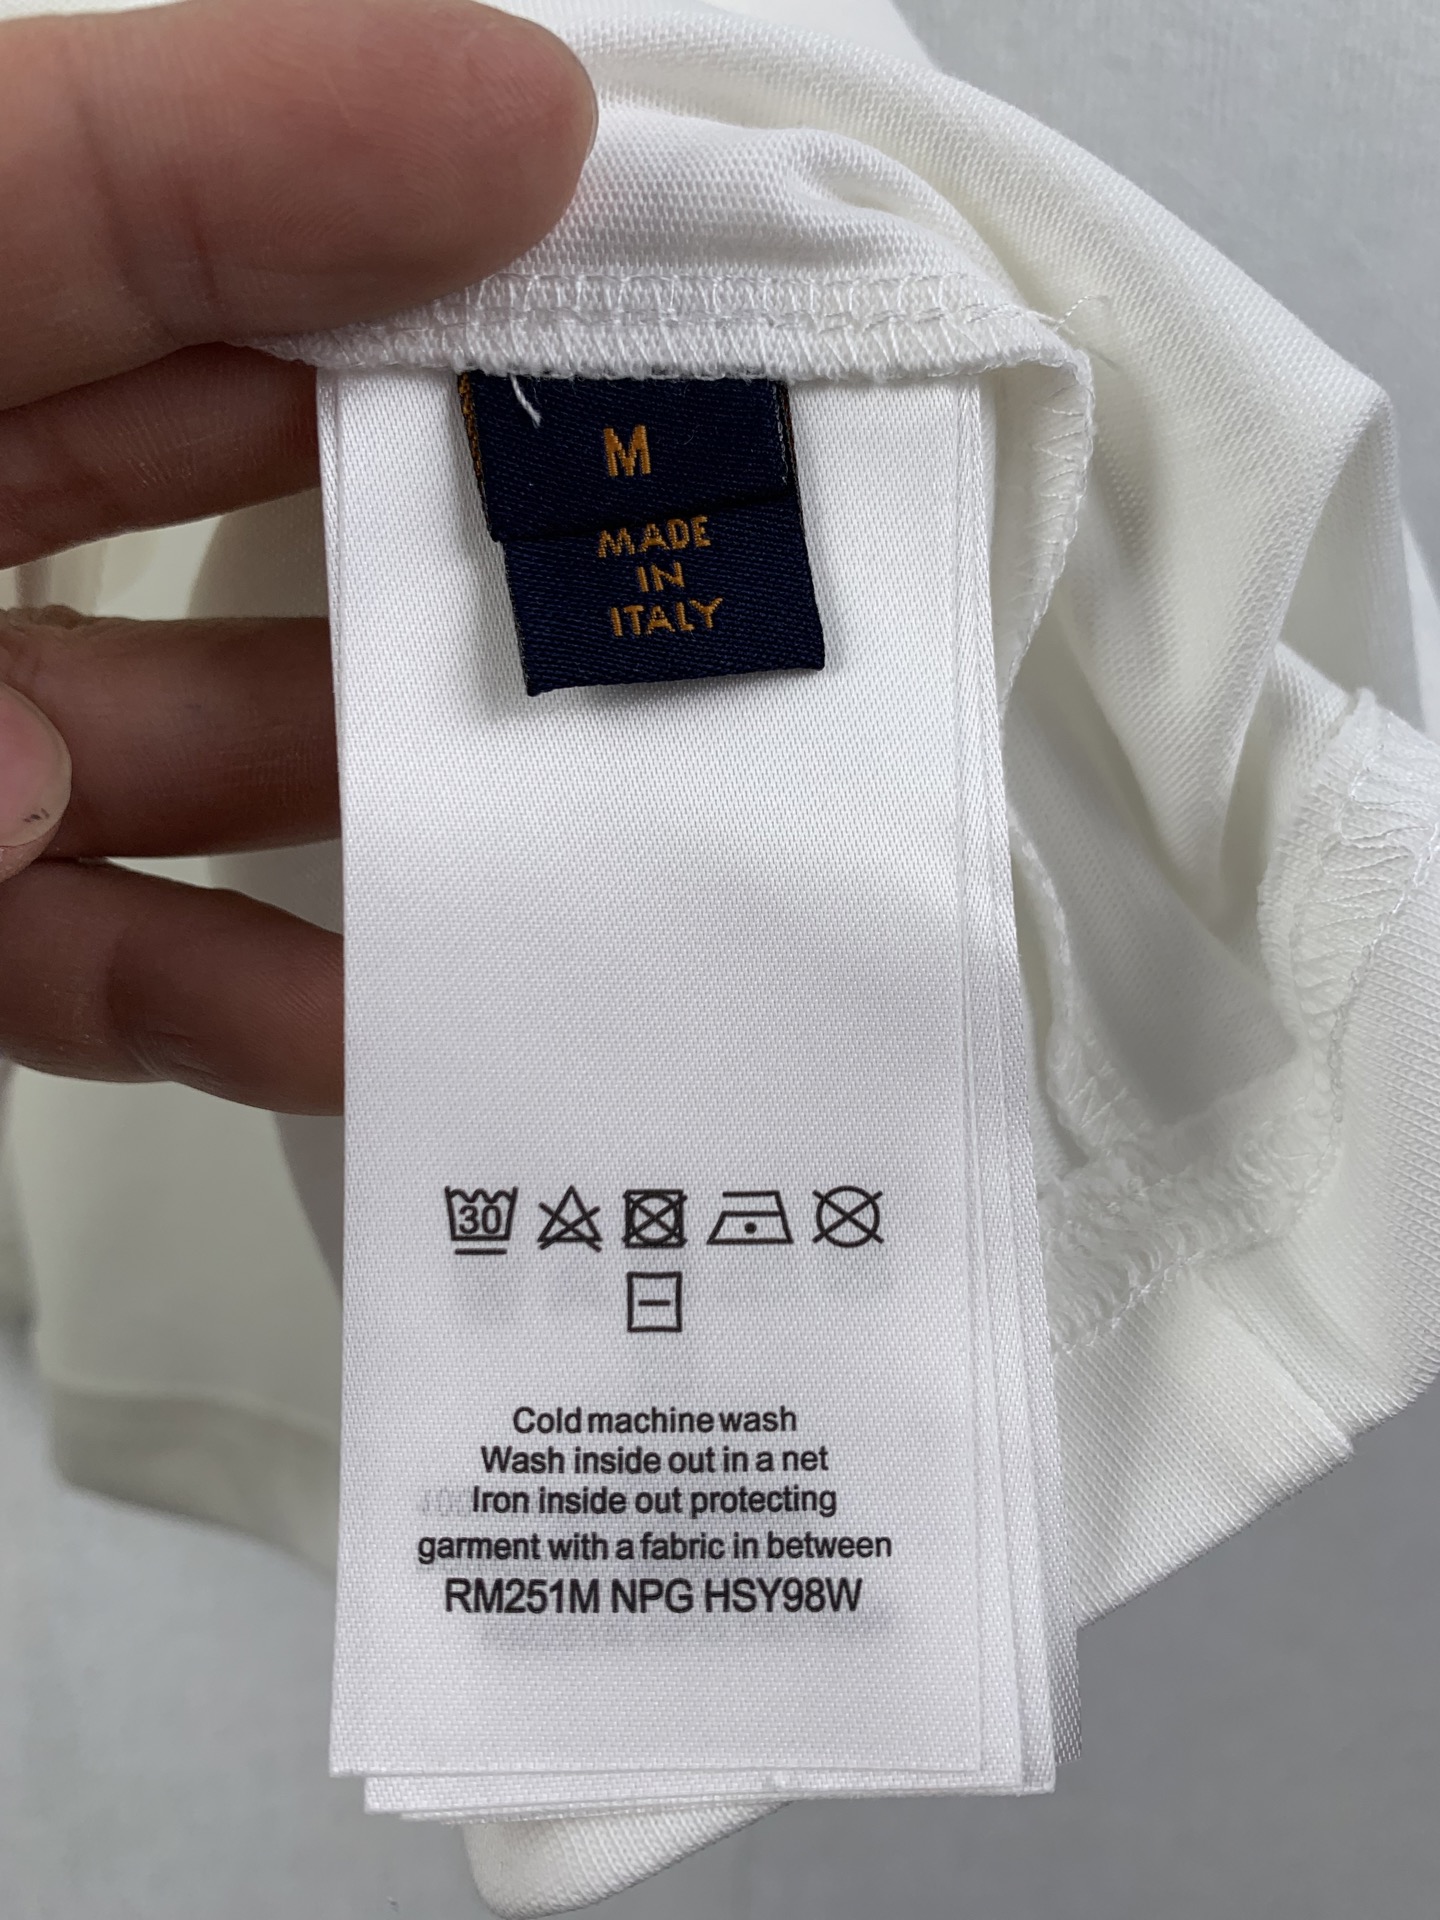 M
MADE
IN
ITALY
30
Cold machine wash
Wash inside out in a net
Iron inside out protecting
garment with a fabric in between
RM251M NPG HSY98W